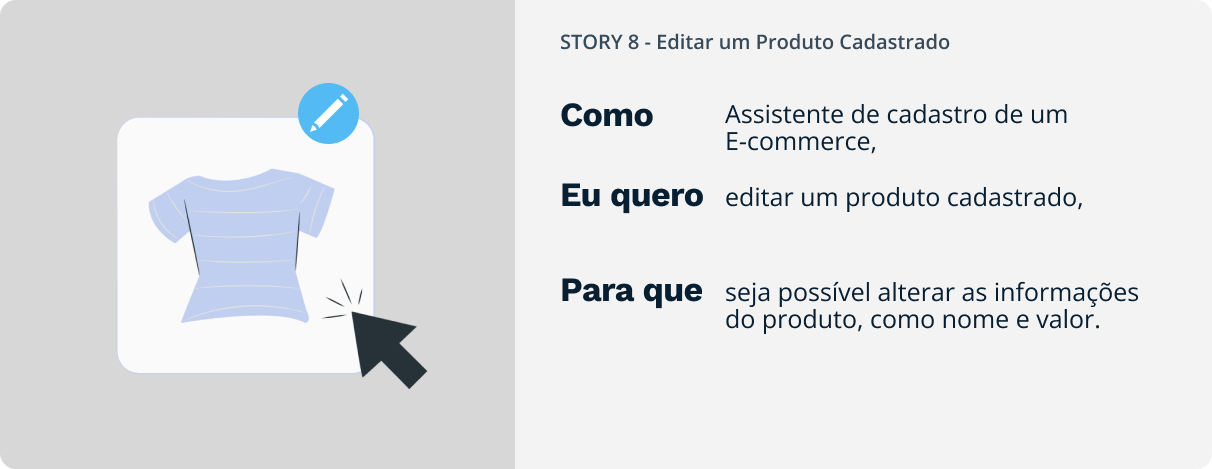 STORY 8 - Editar um Produto Cadastrado
Como Assistente de cadastro de um
E-commerce,
Eu quero editar um produto cadastrado,
Para que seja possível alterar as informações
do produto, como nome e valor.